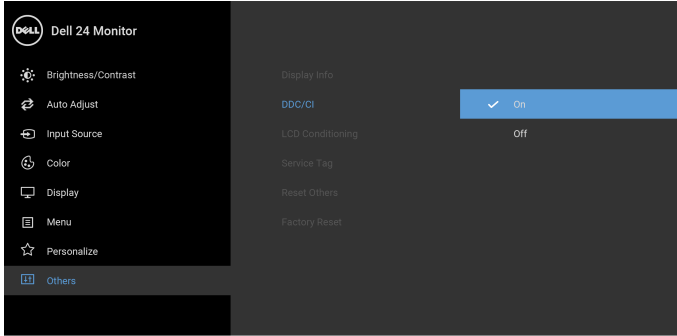 DELL Dell 24 Monitor
Brightness/Contrast
Auto Adjust
Input Source
Color
Display
Menu
Personalize
Others
Display Info
DDC/CI
LCD Conditioning
Service Tag
Reset Others
Factory Reset
On
Off